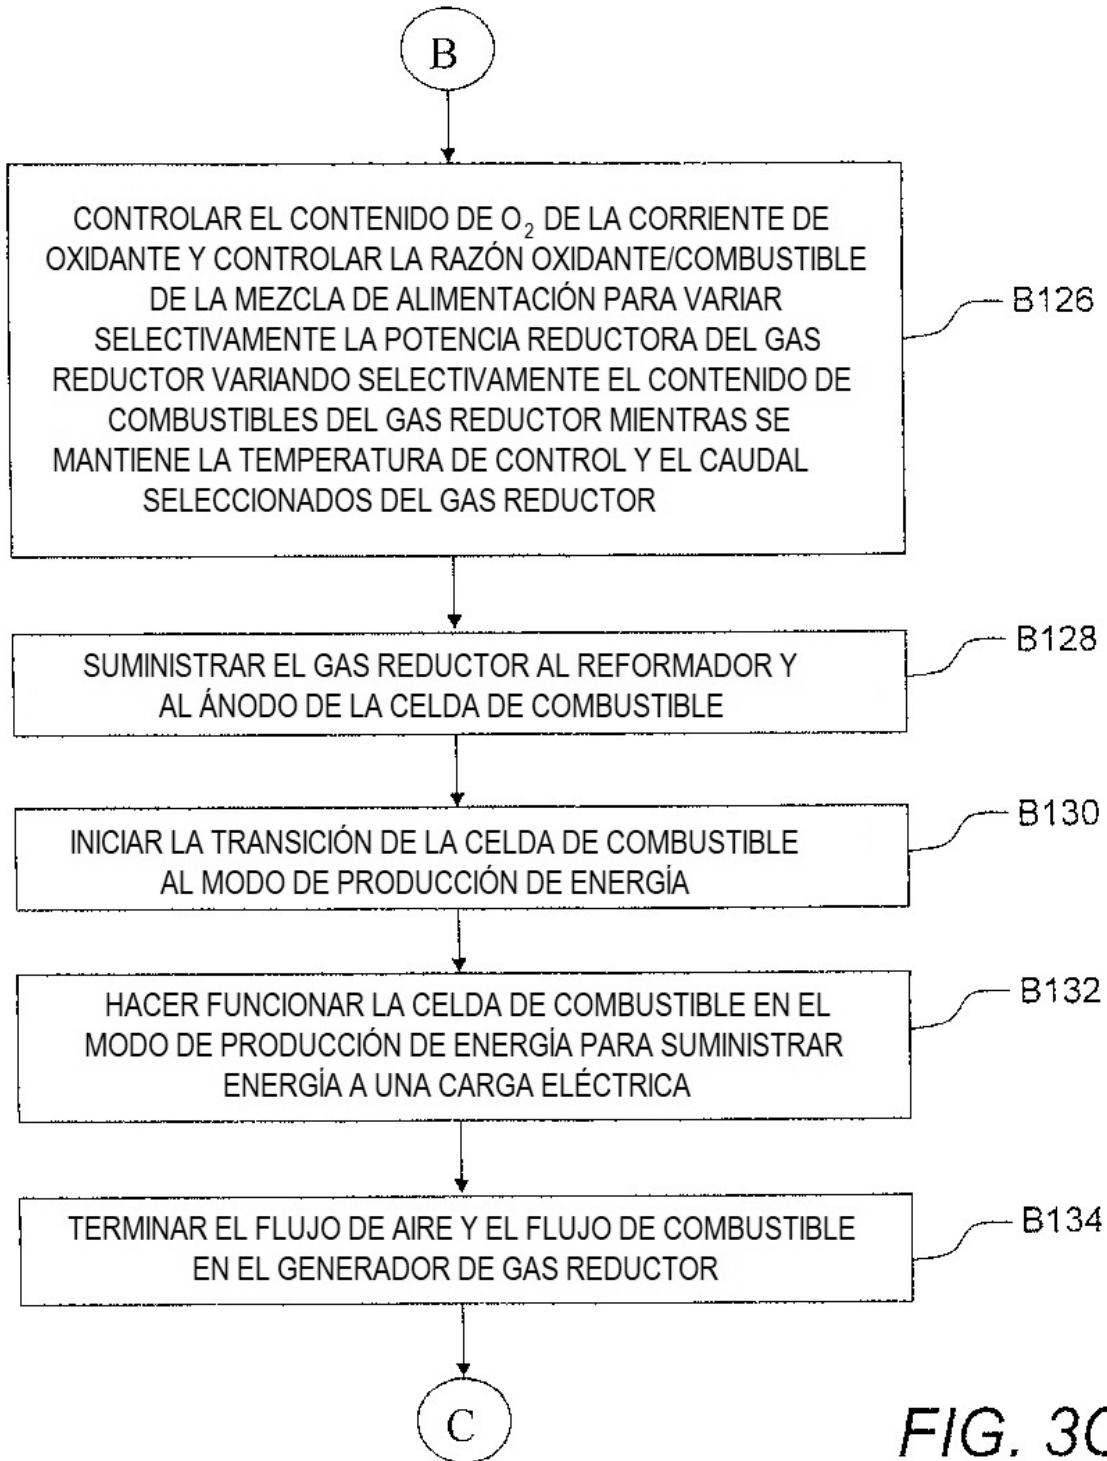 B
CONTROLAR EL CONTENIDO DE O₂ DE LA CORRIENTE DE
OXIDANTE Y CONTROLAR LA RAZÓN OXIDANTE/COMBUSTIBLE
DE LA MEZCLA DE ALIMENTACIÓN PARA VARIAR
SELECTIVAMENTE LA POTENCIA REDUCTORA DEL GAS
REDUCTOR VARIANDO SELECTIVAMENTE EL CONTENIDO DE
COMBUSTIBLES DEL GAS REDUCTOR MIENTRAS SE
MANTIENE LA TEMPERATURA DE CONTROL Y EL CAUDAL
SELECCIONADOS DEL GAS REDUCTOR
B126
SUMINISTRAR EL GAS REDUCTOR AL REFORMADOR Y
AL ÁNODO DE LA CELDA DE COMBUSTIBLE
B128
INICIAR LA TRANSICIÓN DE LA CELDA DE COMBUSTIBLE
AL MODO DE PRODUCCIÓN DE ENERGÍA
B130
HACER FUNCIONAR LA CELDA DE COMBUSTIBLE EN EL
MODO DE PRODUCCIÓN DE ENERGÍA PARA SUMINISTRAR
ENERGÍA A UNA CARGA ELÉCTRICA
B132
TERMINAR EL FLUJO DE AIRE Y EL FLUJO DE COMBUSTIBLE
EN EL GENERADOR DE GAS REDUCTOR
B134
C
FIG.